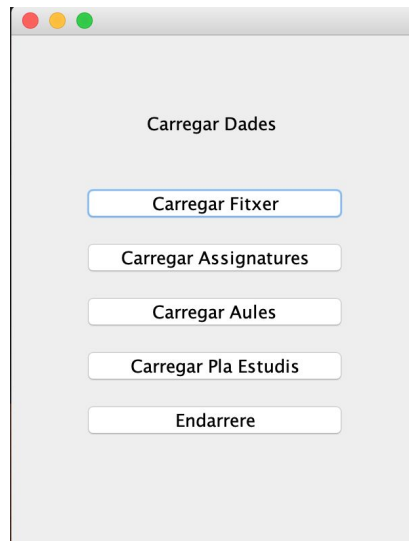 Carregar Dades
Carregar Fitxer
Carregar Assignatures
Carregar Aules
Carregar Pla Estudis
Endarrere